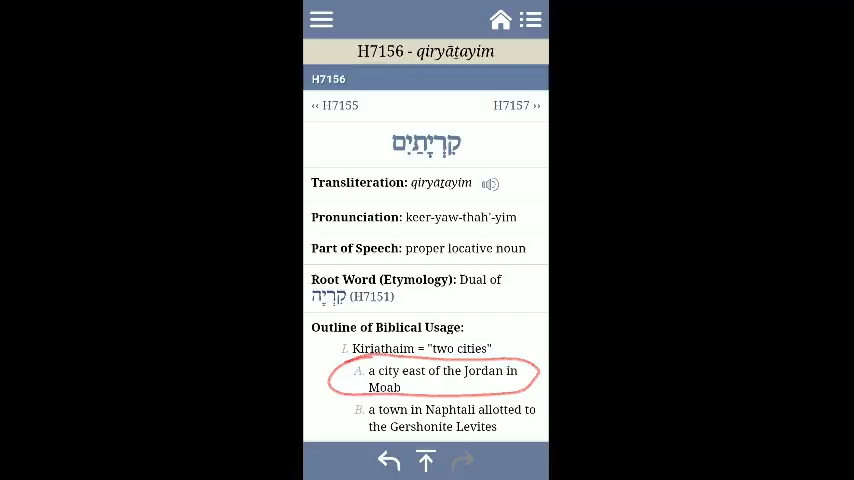 H7156 - qiryāṯayim
H7156
‹‹ H7155 H7157 ››
קִרְיָתַיִם
Transliteration: qiryāṯayim
Pronunciation: keer-yaw-thah'-yim
Part of Speech: proper locative noun
Root Word (Etymology): Dual of
קִרְיָה (H7151)
Outline of Biblical Usage:
I. Kiriathaim = "two cities"
A. a city east of the Jordan in
Moab
B. a town in Naphtali allotted to
the Gershonite Levites